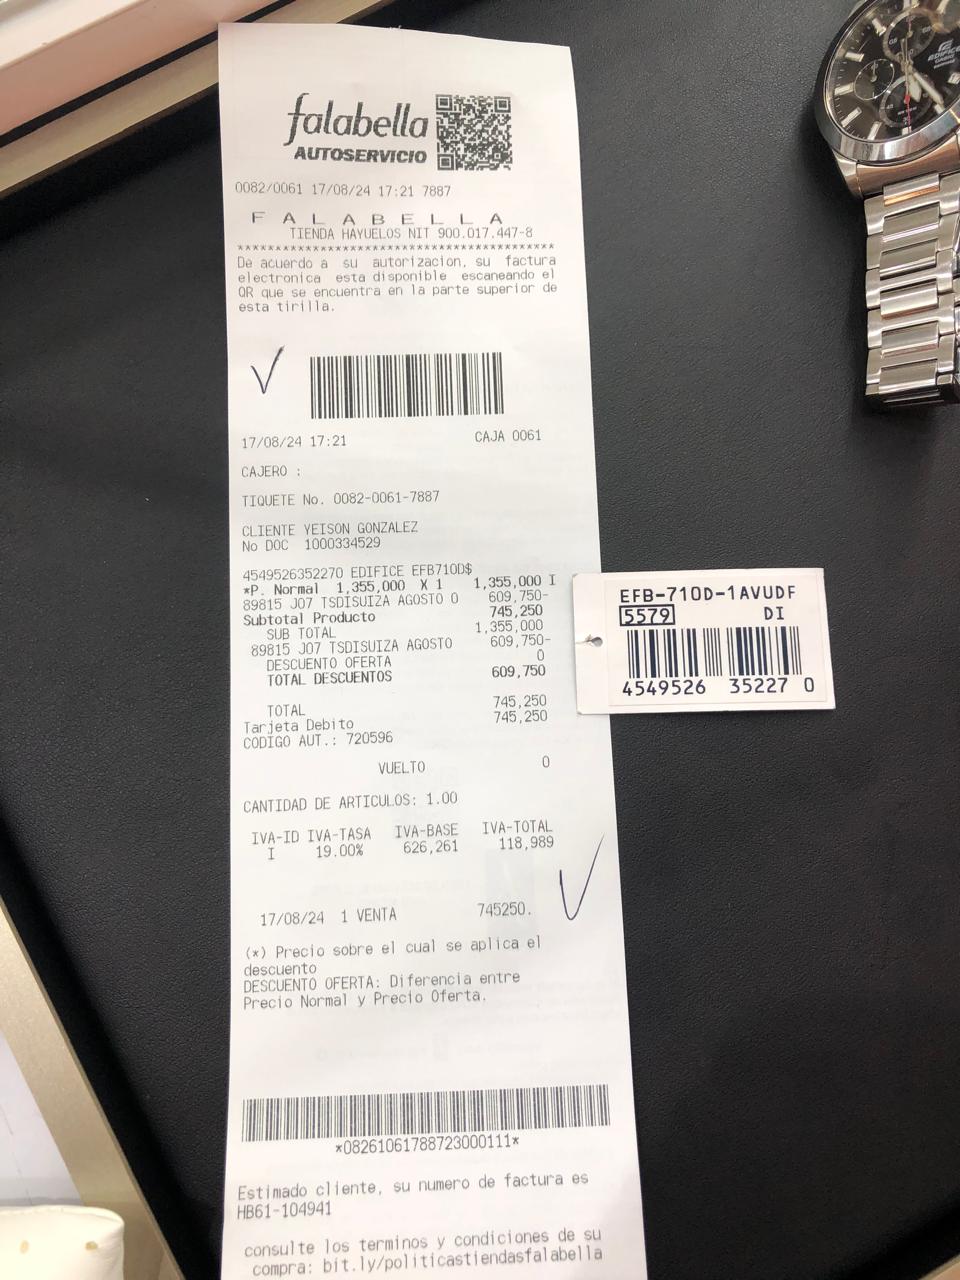 falabella
AUTOSERVICIO
0082/0061 17/08/24 17:21 7887
F A L A B E L L A
TIENDA HAYUELOS NIT 900.017.447-8
*****************************************
De acuerdo a su autorizacion, su factura
electronica esta disponible escaneando el
QR que se encuentra en la parte superior de
esta tirilla.
17/08/24 17:21 CAJA 0061
CAJERO :
TIQUETE No. 0082-0061-7887
CLIENTE YEISON GONZALEZ
No DOC 1000334529
4549526352270 EDIFICE EFB710D$
*P. Normal 1,355,000 X 1 1,355,000 I
89815 J07 TSDISUIZA AGOSTO 0 609,750-
Subtotal Producto 745,250
SUB TOTAL 1,355,000
89815 J07 TSDISUIZA AGOSTO 609,750-
DESCUENTO OFERTA 0
TOTAL DESCUENTOS 609,750
TOTAL 745,250
Tarjeta Debito 745,250
CODIGO AUT.: 720596
VUELTO 0
CANTIDAD DE ARTICULOS: 1.00
IVA-ID IVA-TASA IVA-BASE IVA-TOTAL
I 19.00% 626,261 118,989
17/08/24 1 VENTA 745250.
(*) Precio sobre el cual se aplica el
descuento
DESCUENTO OFERTA: Diferencia entre
Precio Normal y Precio Oferta.
*08261061788723000111*
Estimado cliente, su numero de factura es
HB61-104941
consulte los terminos y condiciones de su
compra: bit.ly/politicastiendasfalabella
EFB-710D-1AVUDF
5579 DI
4549526 35227 0
EDIFICE
CASIO